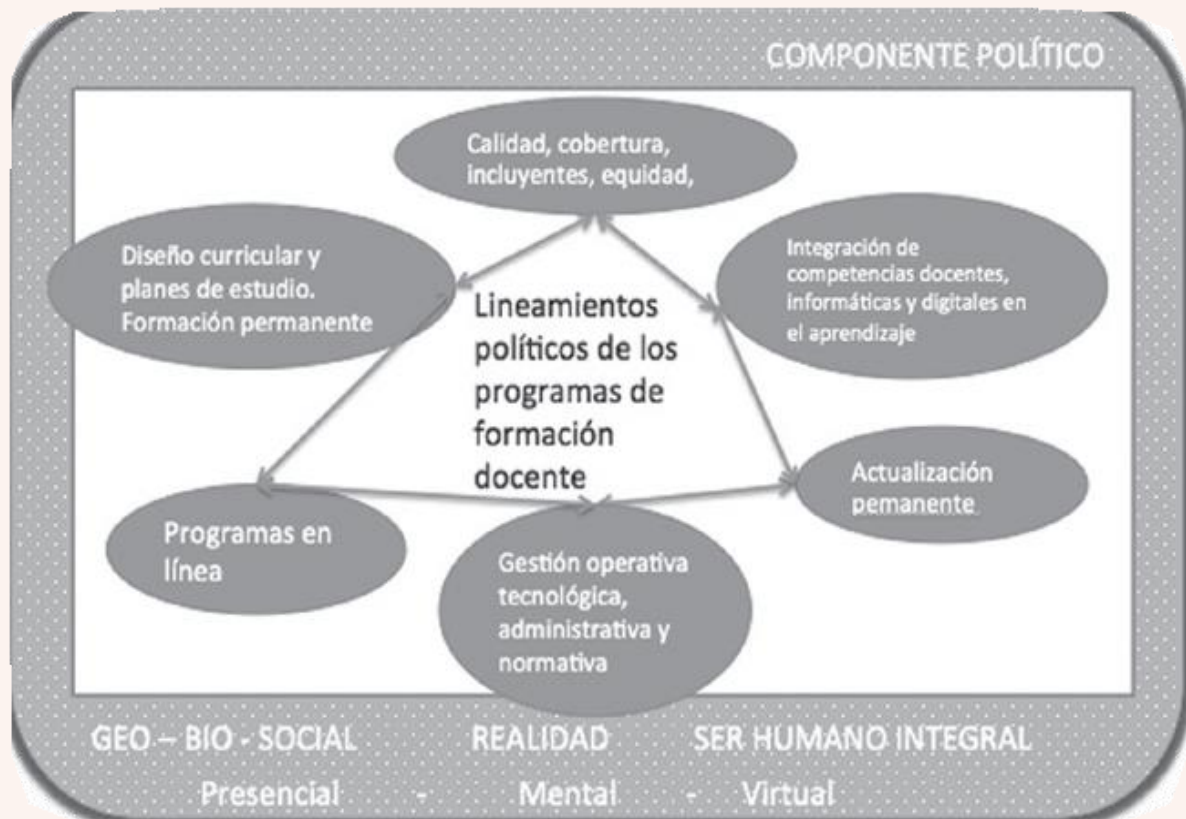 COMPONENTE POLÍTICO
Calidad, cobertura,
incluyentes, equidad,
Diseño curricular y
planes de estudio.
Formación permanente
Integración de
competencias docentes,
informáticas y digitales en
el aprendizaje
Lineamientos
políticos de los
programas de
formación
docente
Actualización
pemanente
Programas en
línea
Gestión operativa
tecnológica,
administrativa y
normativa
GEO – BIO - SOCIAL REALIDAD SER HUMANO INTEGRAL
Presencial - Mental - Virtual